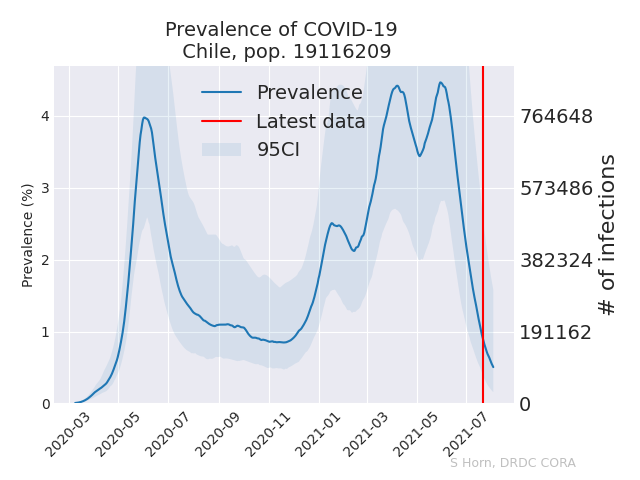 Prevalence of COVID-19
Chile, pop. 19116209
Prevalence
Latest data
95CI
Prevalence (%)
4
3
2
1
0
764648
573486
382324
191162
0
# of infections
2020-03
2020-05
2020-07
2020-09
2020-11
2021-01
2021-03
2021-05
2021-07
S Horn, DRDC CORA